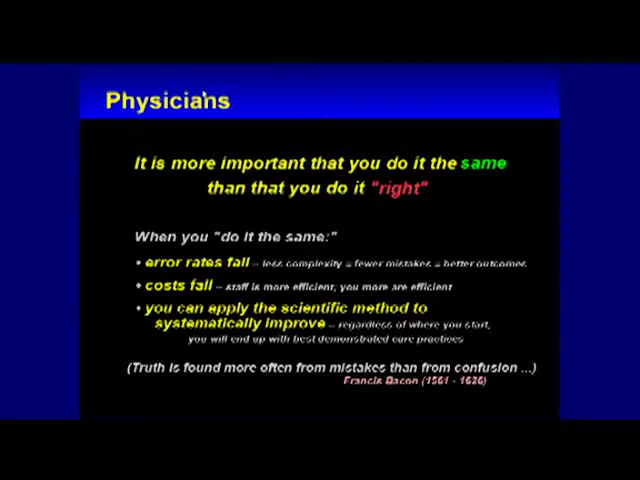 Physicians
It is more important that you do it the same
than that you do it "right"
When you "do it the same:"
• error rates fall -- less complexity = fewer mistakes = better outcomes
• costs fall -- staff is more efficient; you more are efficient
• you can apply the scientific method to
systematically improve -- regardless of where you start,
you will end up with best demonstrated care practices
(Truth is found more often from mistakes than from confusion ...)
Francis Bacon (1561 - 1626)